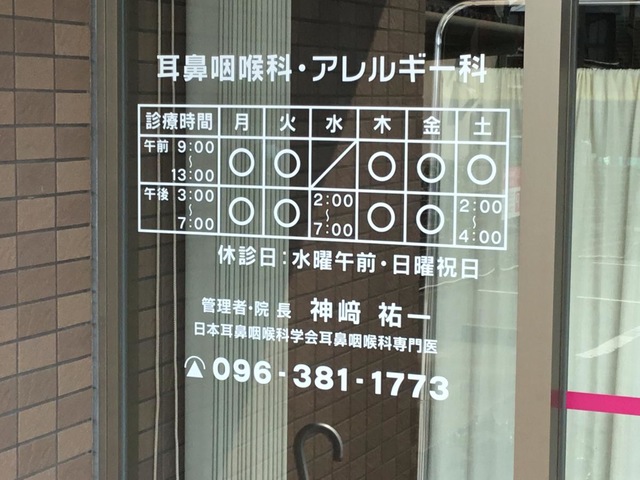 耳鼻咽喉科・アレルギー科
診療時間 月 火 水 木 金 土
午前 9:00～13:00 ○ ○ ／ ○ ○ ○
午後 3:00～7:00 ○ ○ 2:00～7:00 ○ ○ 2:00～4:00
休診日：水曜午前・日曜祝日
管理者・院長 神﨑 祐一
日本耳鼻咽喉科学会耳鼻咽喉科専門医
096-381-1773